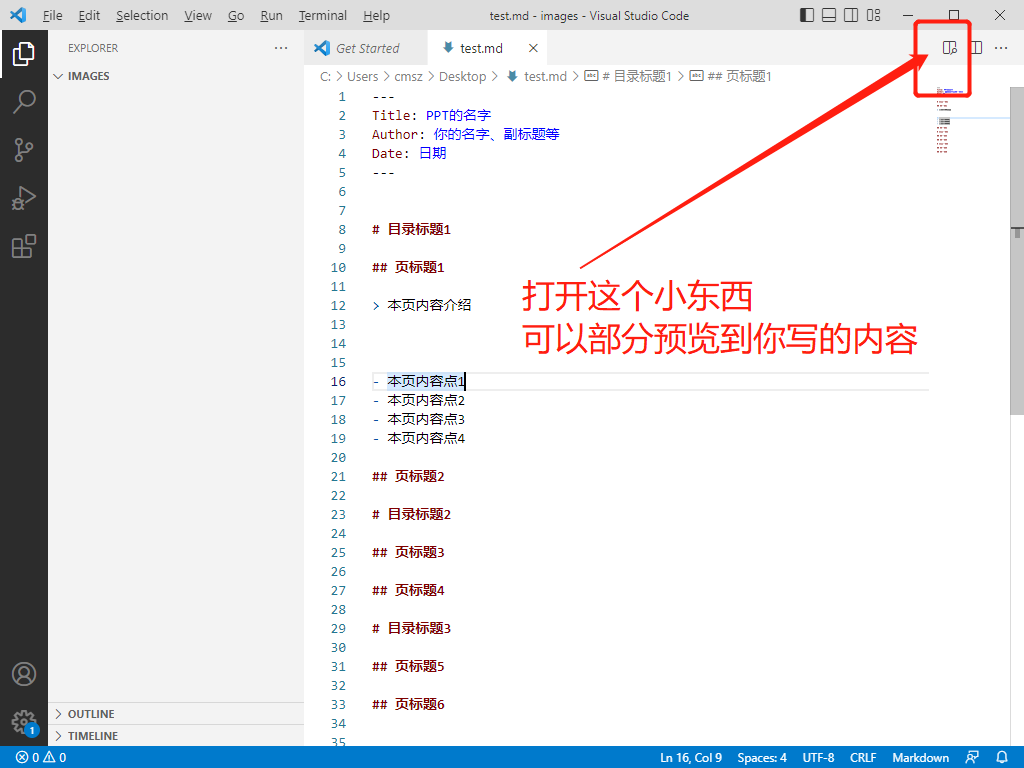 File Edit Selection View Go Run Terminal Help test.md - images - Visual Studio Code
EXPLORER
IMAGES
Get Started test.md
C: > Users > cmsz > Desktop > test.md > # 目录标题1 > ## 页标题1
1 ---
2 Title: PPT的名字
3 Author: 你的名字、副标题等
4 Date: 日期
5 ---
6
7
8 # 目录标题1
9
10 ## 页标题1
11
12 > 本页内容介绍
13
14
15
16 - 本页内容点1
17 - 本页内容点2
18 - 本页内容点3
19 - 本页内容点4
20
21 ## 页标题2
22
23 # 目录标题2
24
25 ## 页标题3
26
27 ## 页标题4
28
29 # 目录标题3
30
31 ## 页标题5
32
33 ## 页标题6
34
35
打开这个小东西
可以部分预览到你写的内容
OUTLINE
TIMELINE
1
0 0 Ln 16, Col 9 Spaces: 4 UTF-8 CRLF Markdown